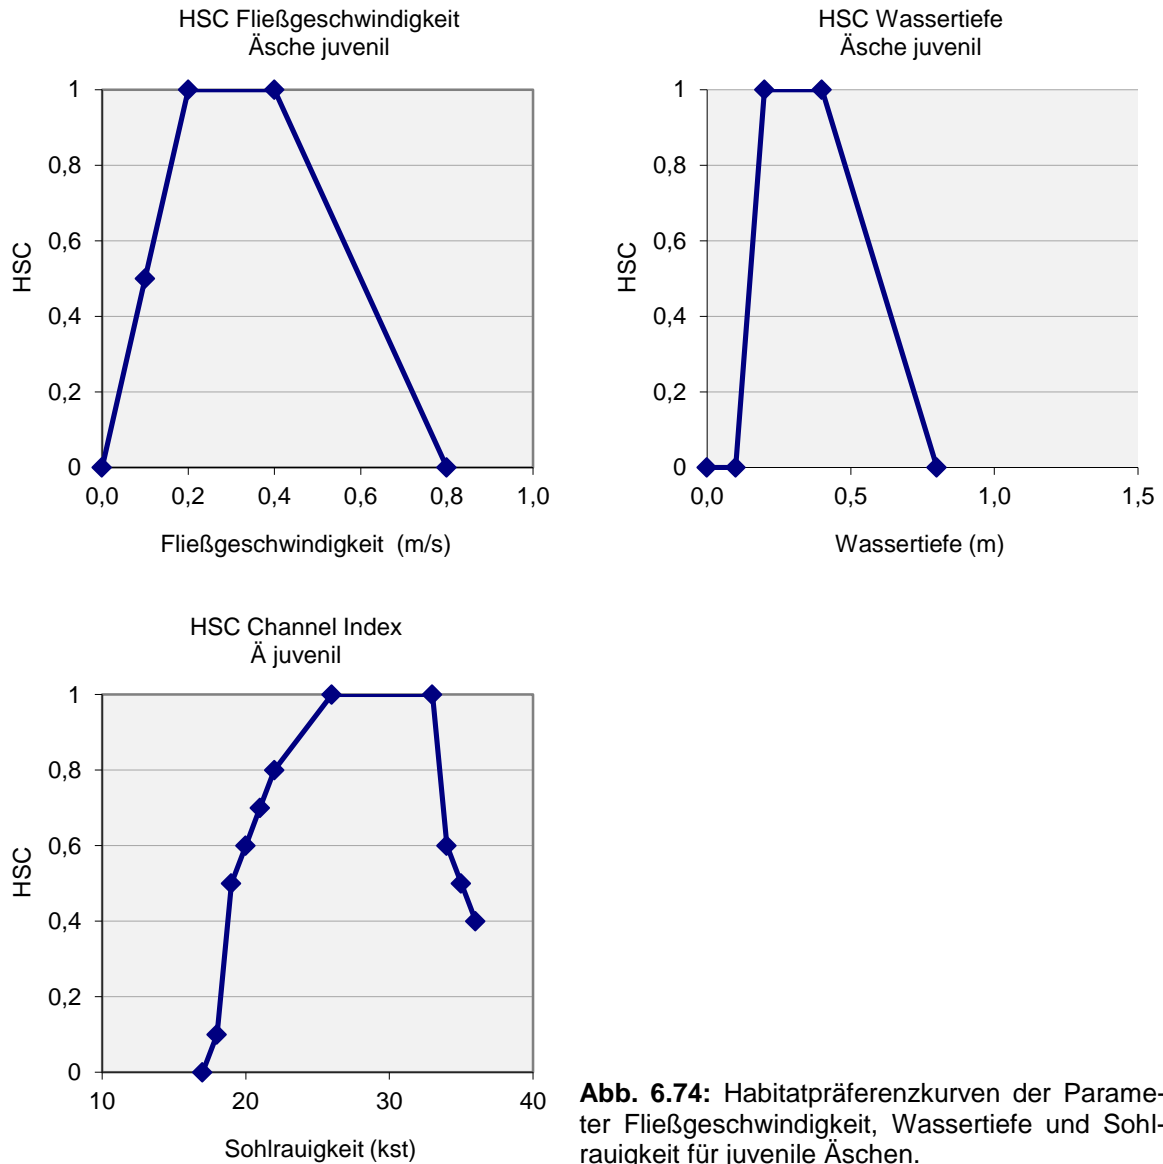 HSC Fließgeschwindigkeit
Äsche juvenil
1
0,8
0,6
0,4
0,2
0
HSC
0,0 0,2 0,4 0,6 0,8 1,0
Fließgeschwindigkeit (m/s)
HSC Wassertiefe
Äsche juvenil
1
0,8
0,6
0,4
0,2
0
HSC
0,0 0,5 1,0 1,5
Wassertiefe (m)
HSC Channel Index
Ä juvenil
1
0,8
0,6
0,4
0,2
0
HSC
10 20 30 40
Sohlrauigkeit (kst)
Abb. 6.74: Habitatpräferenzkurven der Parame-
ter Fließgeschwindigkeit, Wassertiefe und Sohl-
rauigkeit für juvenile Äschen.